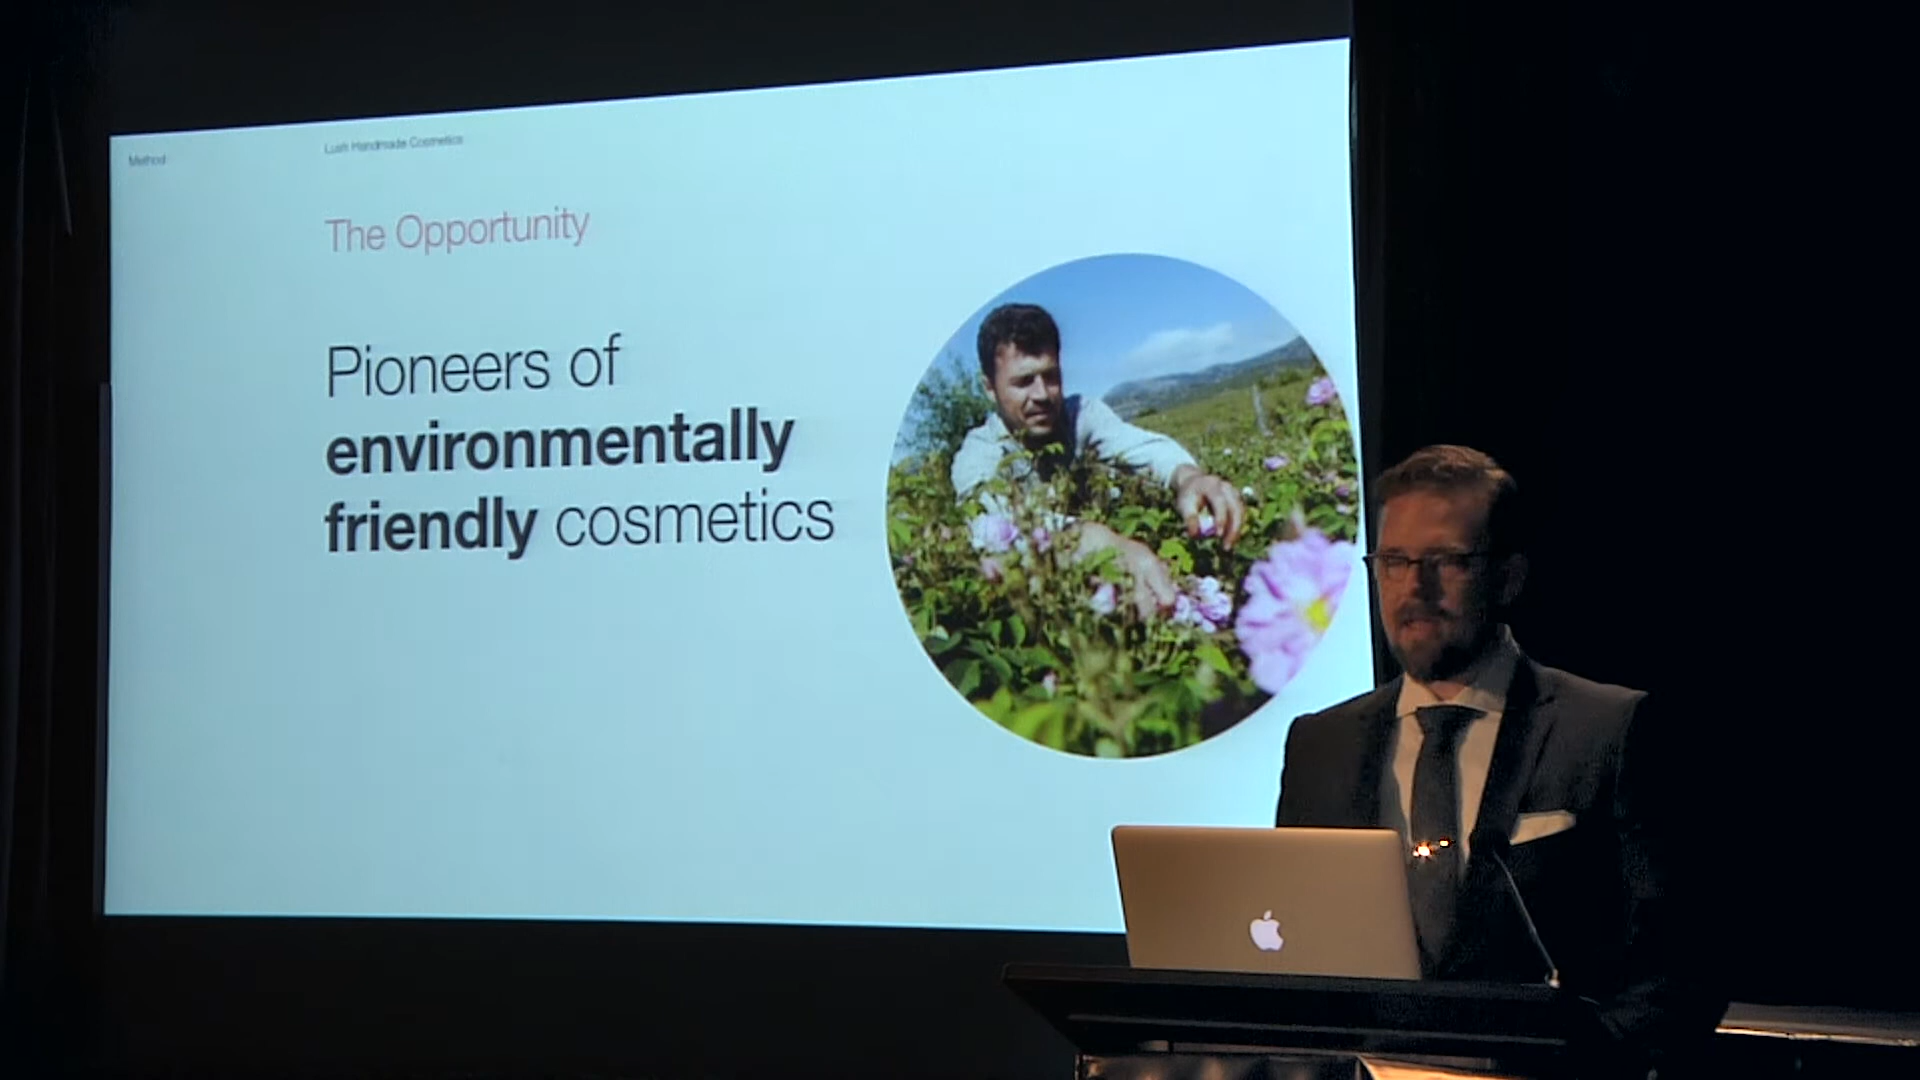 Method
Lush Handmade Cosmetics
The Opportunity
Pioneers of
environmentally
friendly cosmetics